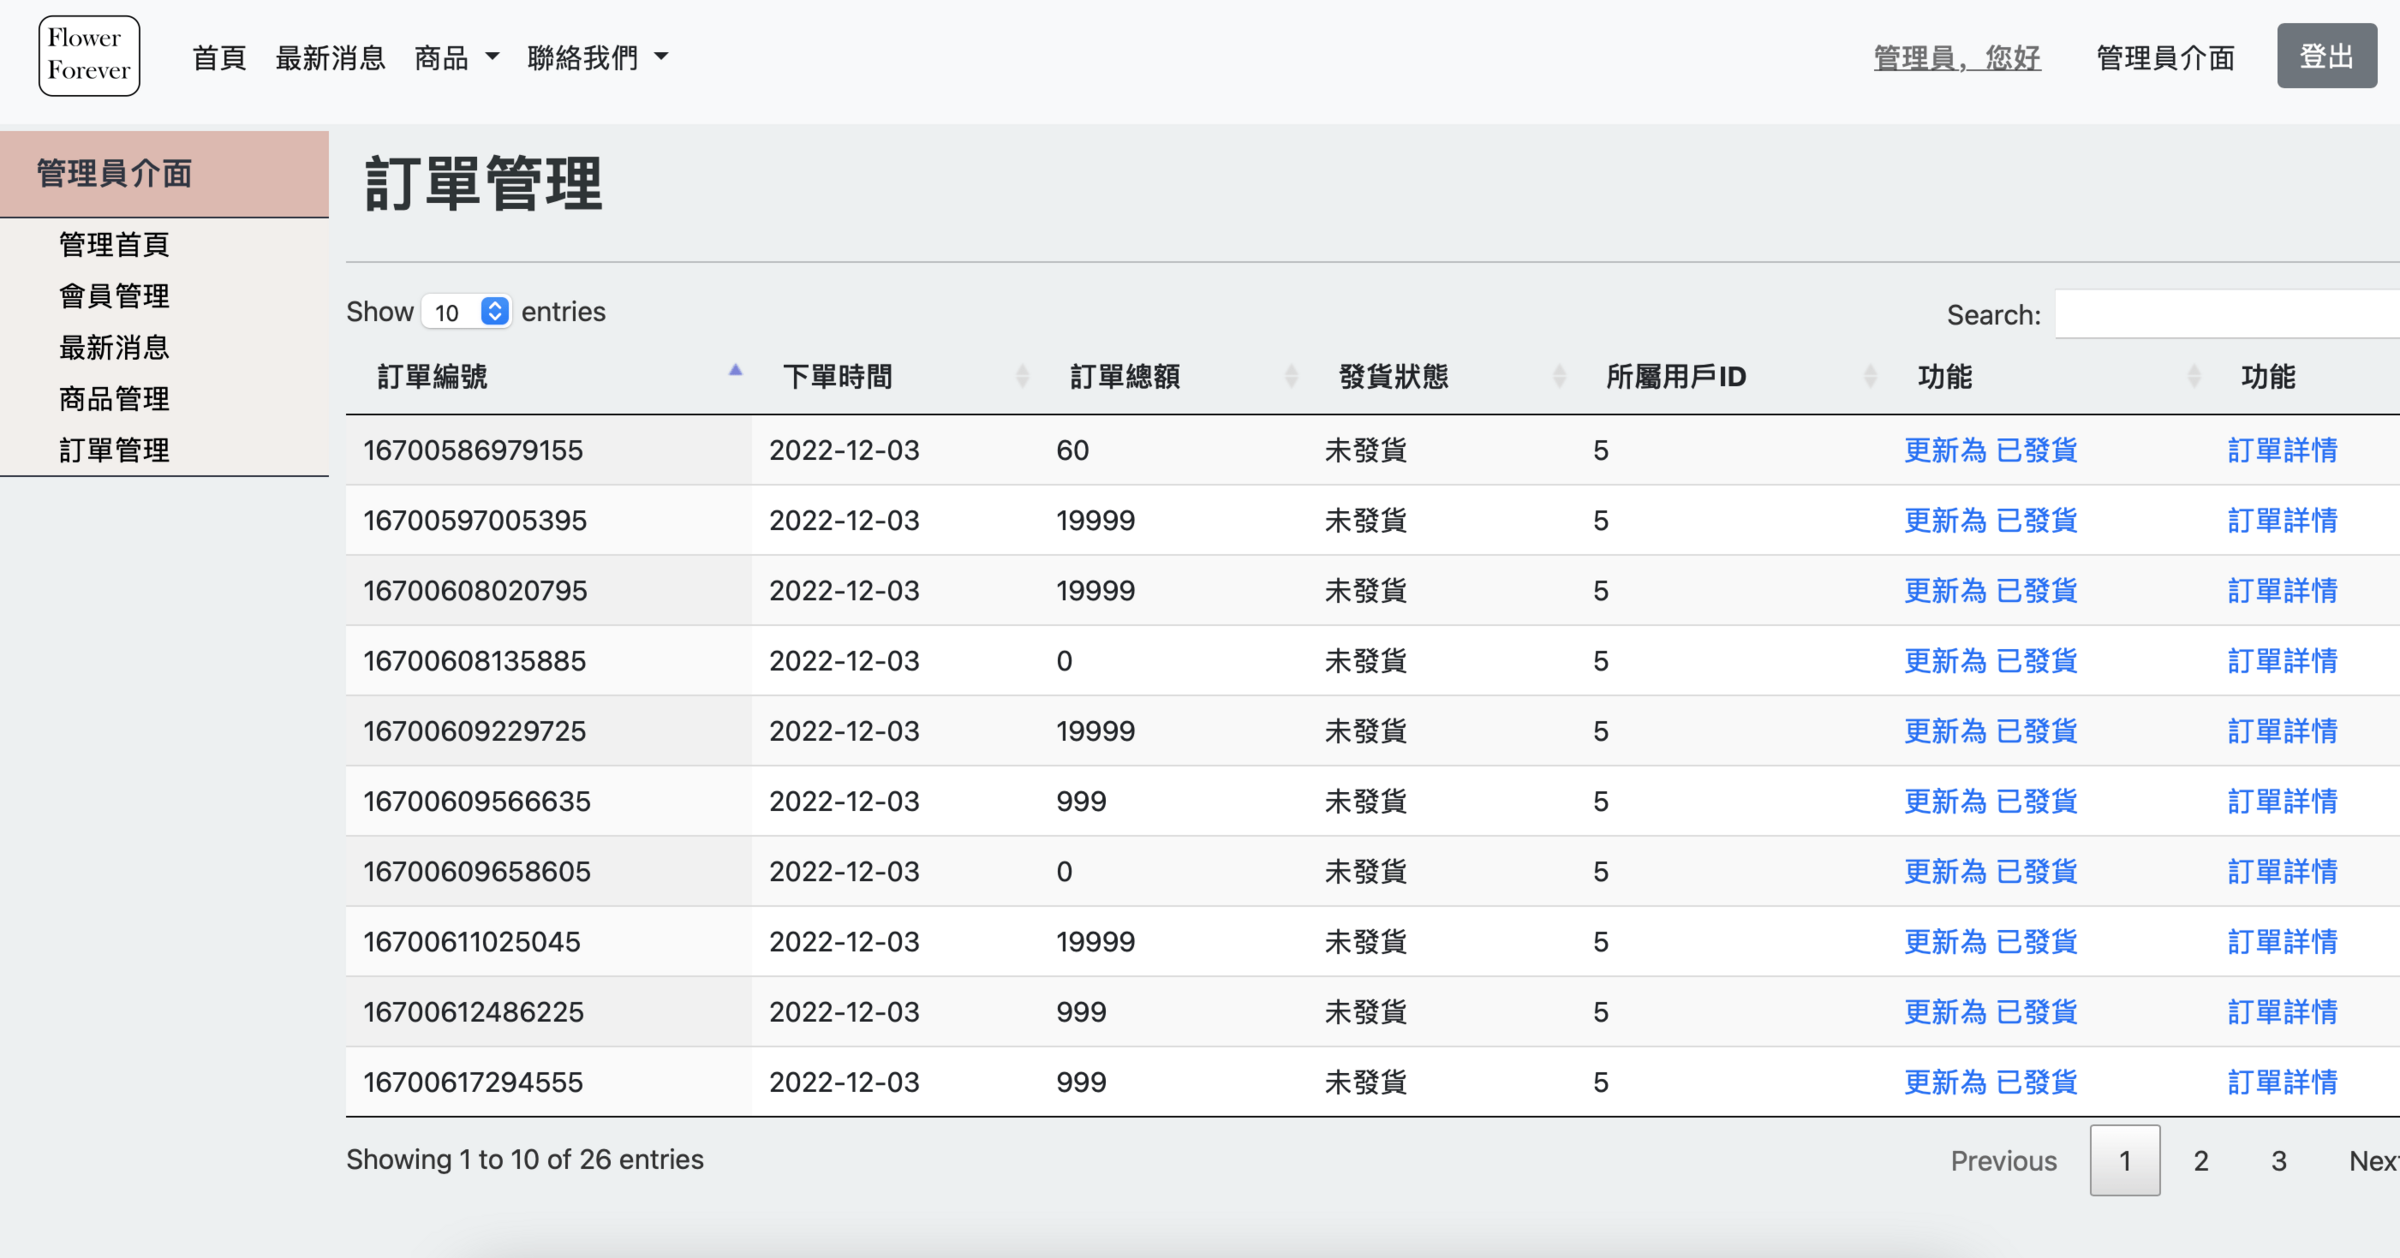 Flower
Forever
首頁 最新消息 商品 聯絡我們 管理員，您好 管理員介面 登出
管理員介面
管理首頁
會員管理
最新消息
商品管理
訂單管理
訂單管理
Show 10 entries Search:
訂單編號 下單時間 訂單總額 發貨狀態 所屬用戶ID 功能 功能
16700586979155 2022-12-03 60 未發貨 5 更新為 已發貨 訂單詳情
16700597005395 2022-12-03 19999 未發貨 5 更新為 已發貨 訂單詳情
16700608020795 2022-12-03 19999 未發貨 5 更新為 已發貨 訂單詳情
16700608135885 2022-12-03 0 未發貨 5 更新為 已發貨 訂單詳情
16700609229725 2022-12-03 19999 未發貨 5 更新為 已發貨 訂單詳情
16700609566635 2022-12-03 999 未發貨 5 更新為 已發貨 訂單詳情
16700609658605 2022-12-03 0 未發貨 5 更新為 已發貨 訂單詳情
16700611025045 2022-12-03 19999 未發貨 5 更新為 已發貨 訂單詳情
16700612486225 2022-12-03 999 未發貨 5 更新為 已發貨 訂單詳情
16700617294555 2022-12-03 999 未發貨 5 更新為 已發貨 訂單詳情
Showing 1 to 10 of 26 entries Previous 1 2 3 Nex